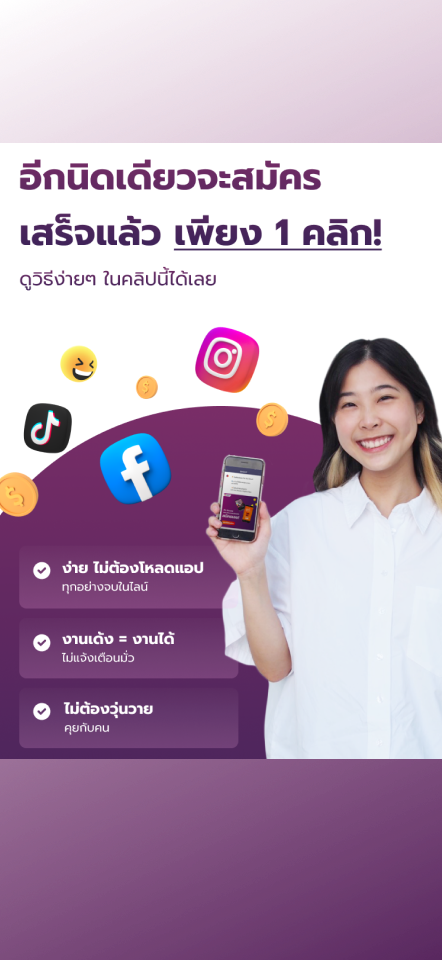 อีกนิดเดียวจะสมัคร
เสร็จแล้ว เพียง 1 คลิก!
ดูวิธีง่ายๆ ในคลิปนี้ได้เลย
ง่าย ไม่ต้องโหลดแอป
ทุกอย่างจบในไลน์
งานเด้ง = งานได้
ไม่แจ้งเตือนมั่ว
ไม่ต้องวุ่นวาย
คุยกับคน